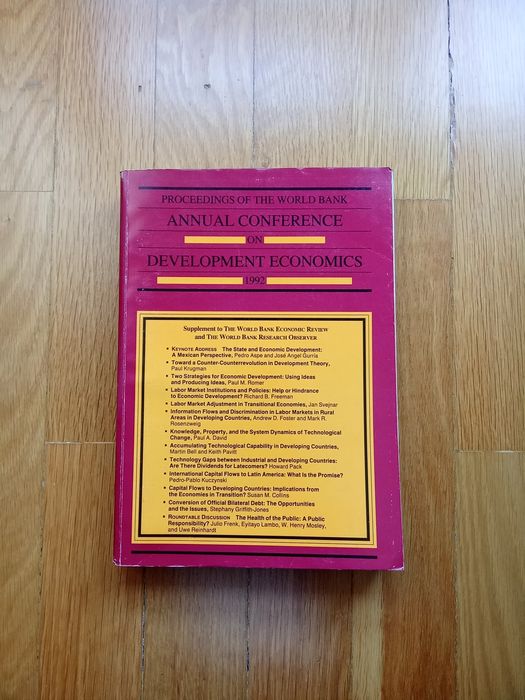 PROCEEDINGS OF THE WORLD BANK
ANNUAL CONFERENCE
ON
DEVELOPMENT ECONOMICS
1992
Supplement to THE WORLD BANK ECONOMIC REVIEW
and THE WORLD BANK RESEARCH OBSERVER
• KEYNOTE ADDRESS The State and Economic Development:
A Mexican Perspective, Pedro Aspe and José Angel Gurría
• Toward a Counter-Counterrevolution in Development Theory,
Paul Krugman
• Two Strategies for Economic Development: Using Ideas
and Producing Ideas, Paul M. Romer
• Labor Market Institutions and Policies: Help or Hindrance
to Economic Development? Richard B. Freeman
• Labor Market Adjustment in Transitional Economies, Jan Svejnar
• Information Flows and Discrimination in Labor Markets in Rural
Areas in Developing Countries, Andrew D. Foster and Mark R.
Rosenzweig
• Knowledge, Property, and the System Dynamics of Technological
Change, Paul A. David
• Accumulating Technological Capability in Developing Countries,
Martin Bell and Keith Pavitt
• Technology Gaps between Industrial and Developing Countries:
Are There Dividends for Latecomers? Howard Pack
• International Capital Flows to Latin America: What Is the Promise?
Pedro-Pablo Kuczynski
• Capital Flows to Developing Countries: Implications from
the Economies in Transition? Susan M. Collins
• Conversion of Official Bilateral Debt: The Opportunities
and the Issues, Stephany Griffith-Jones
• ROUNDTABLE DISCUSSION The Health of the Public: A Public
Responsibility? Julio Frenk, Eyitayo Lambo, W. Henry Mosley,
and Uwe Reinhardt